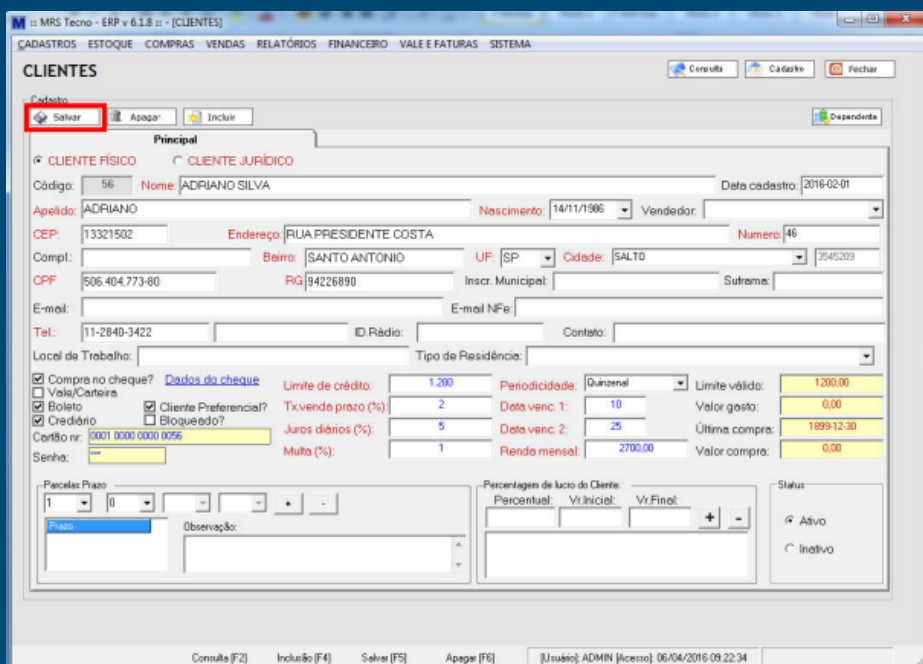 :: MRS Tecno - ERP v 6.1.8 :: - [CLIENTES]
CADASTROS ESTOQUE COMPRAS VENDAS RELATÓRIOS FINANCEIRO VALE E FATURAS SISTEMA
CLIENTES Consulta Cadastro Fechar
Cadastro
Salvar Apagar Incluir Dependente
Principal
CLIENTE FÍSICO CLIENTE JURÍDICO
Código: 56 Nome: ADRIANO SILVA Data cadastro: 2016-02-01
Apelido: ADRIANO Nascimento: 14/11/1986 Vendedor:
CEP: 13321502 Endereço: RUA PRESIDENTE COSTA Numero: 46
Compl.: Bairro: SANTO ANTONIO UF: SP Cidade: SALTO 3545209
CPF 506.404.773-80 RG 94226890 Inscr. Municipal: Suframa:
E-mail: E-mail NFe:
Tel.: 11-2840-3422 ID.Rádio: Contato:
Local de Trabalho: Tipo de Residência:
Compra no cheque? Dados do cheque Limite de crédito: 1.200 Periodicidade: Quinzenal Limite válido: 1200,00
Vale/Carteira
Boleto Cliente Preferencial? Tx.venda prazo (%): 2 Data venc. 1: 10 Valor gasto: 0,00
Crediário Bloqueado? Juros diários (%): 5 Data venc. 2: 25 Última compra: 1899-12-30
Cartão nr: 0001 0000 0000 0056
Senha: *** Multa (%): 1 Renda mensal: 2700,00 Valor compra: 0,00
Parcelas Prazo Percentagem de lucro do Cliente: Status
1 0 + - Percentual: Vr.Inicial: Vr.Final: + -
Prazo Observação: Ativo
Inativo
Consulta [F2] Inclusão [F4] Salvar [F5] Apagar [F6] [Usuário]: ADMIN [Acesso]: 06/04/2016 09:22:34